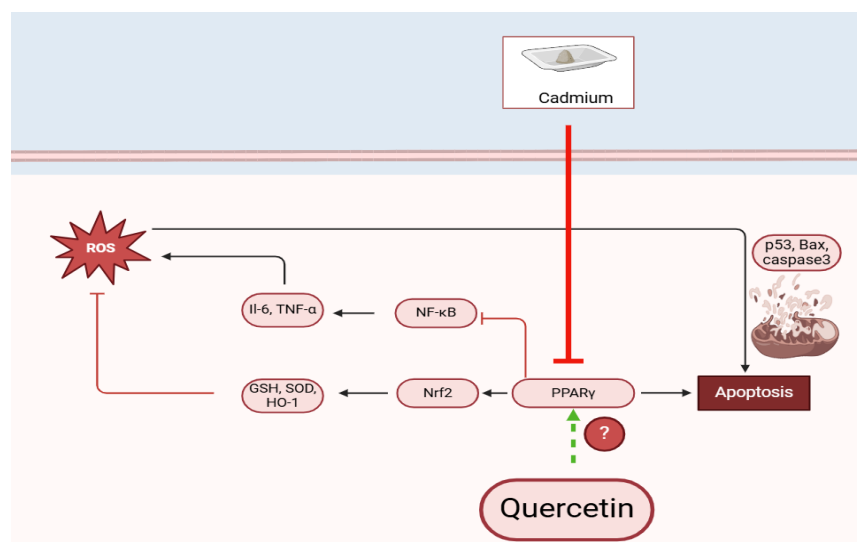 Cadmium
ROS
p53, Bax,
caspase3
Il-6, TNF-α
NF-κB
GSH, SOD,
HO-1
Nrf2
PPARγ
Apoptosis
?
Quercetin